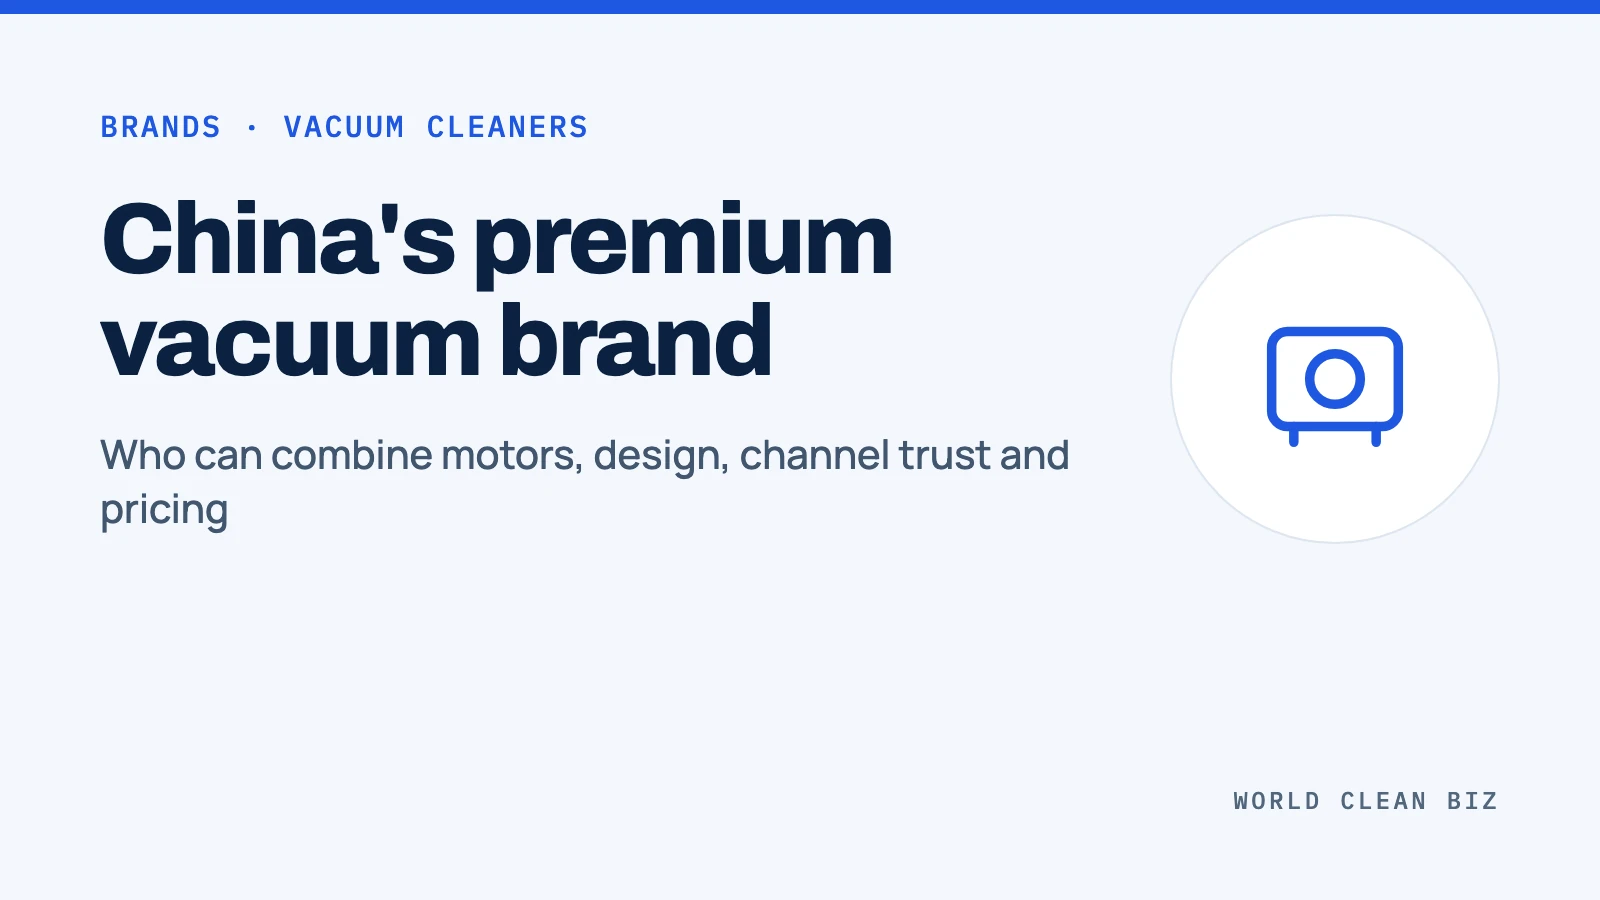 BRANDS · VACUUM CLEANERS
China's premium
vacuum brand
Who can combine motors, design, channel trust and
pricing
WORLD CLEAN BIZ